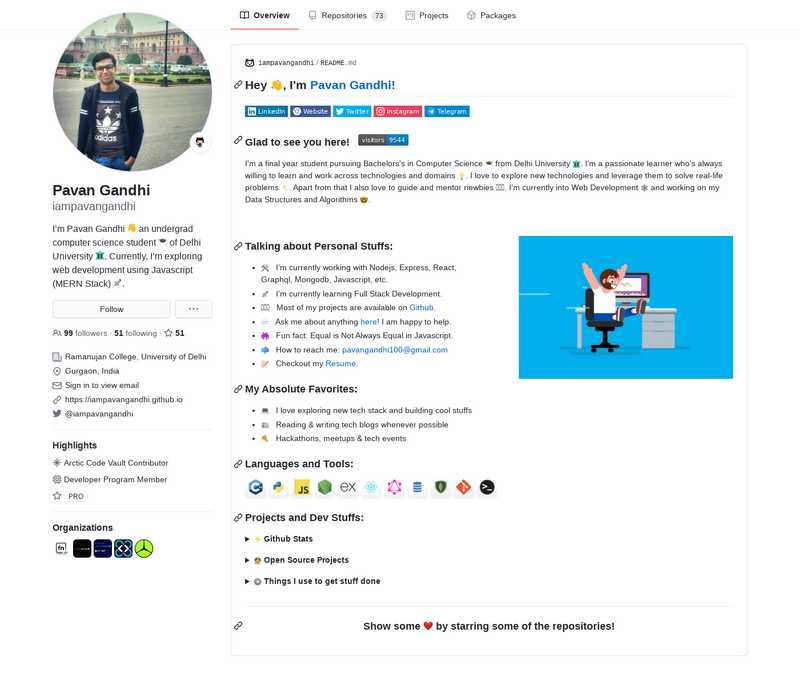 Overview
Repositories 73
Projects
Packages
adidas
Pavan Gandhi
iampavangandhi
I'm Pavan Gandhi 👋 an undergrad
computer science student 🎓 of Delhi
University 🏛. Currently, I'm exploring
web development using Javascript
(MERN Stack) 🚀.
Follow
...
99 followers · 51 following · 51
Ramanujan College, University of Delhi
Gurgaon, India
Sign in to view email
https://iampavangandhi.github.io
@iampavangandhi
Highlights
Arctic Code Vault Contributor
Developer Program Member
PRO
Organizations
iampavangandhi/README.md
Hey 👋, I'm Pavan Gandhi!
LinkedIn Website Twitter Instagram Telegram
Glad to see you here! visitors 9544
I'm a final year student pursuing Bachelors's in Computer Science 🎓 from Delhi University 🏛. I'm a passionate learner who's always
willing to learn and work across technologies and domains 💡. I love to explore new technologies and leverage them to solve real-life
problems ✨. Apart from that I also love to guide and mentor newbies. I'm currently into Web Development 🕸 and working on my
Data Structures and Algorithms 🤓.
Talking about Personal Stuffs:
• I'm currently working with Nodejs, Express, React,
Graphql, Mongodb, Javascript, etc.
• 🚀 I'm currently learning Full Stack Development.
• Most of my projects are available on Github.
• Ask me about anything here! I am happy to help.
• 👾 Fun fact: Equal is Not Always Equal in Javascript.
• 📫 How to reach me: pavangandhi100@gmail.com
• 📝 Checkout my Resume.
My Absolute Favorites:
• 💻 I love exploring new tech stack and building cool stuffs
• 📰 Reading & writing tech blogs whenever possible
• 🍕 Hackathons, meetups & tech events
Languages and Tools:
JS
ex
Projects and Dev Stuffs:
▶ ⚡ Github Stats
▶ Open Source Projects
▶ ⚙ Things I use to get stuff done
Show some ❤️ by starring some of the repositories!